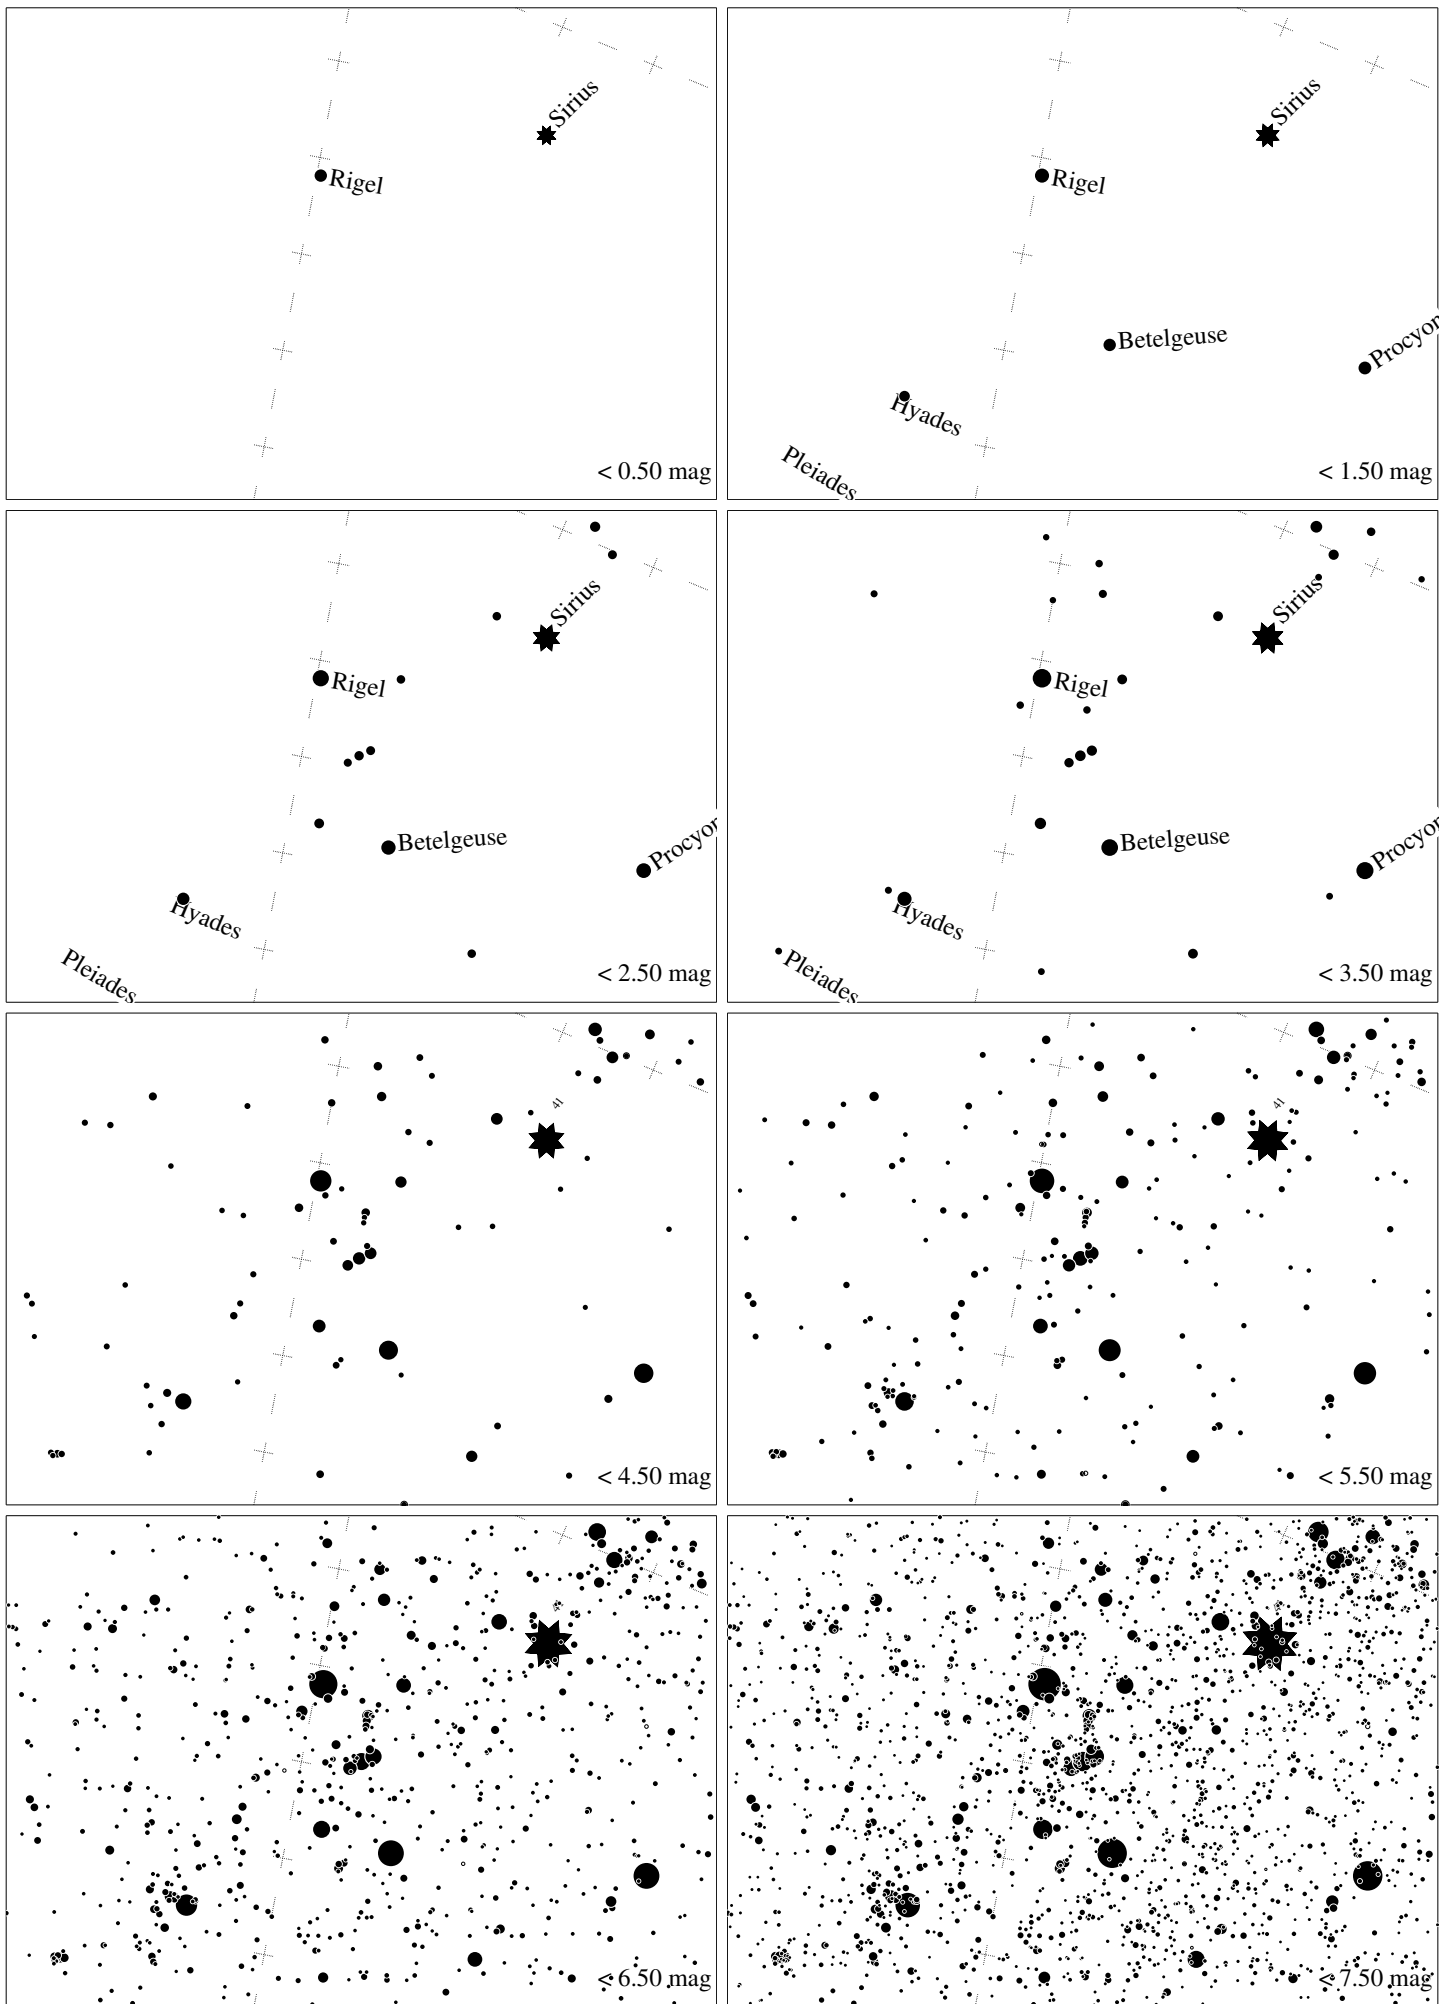 Sirius
Rigel
< 0.50 mag
Sirius
Rigel
Betelgeuse
Procyon
Hyades
Pleiades
< 1.50 mag
Sirius
Rigel
Betelgeuse
Procyon
Hyades
Pleiades
< 2.50 mag
Sirius
Rigel
Betelgeuse
Procyon
Hyades
Pleiades
< 3.50 mag
41
< 4.50 mag
41
< 5.50 mag
< 6.50 mag
< 7.50 mag